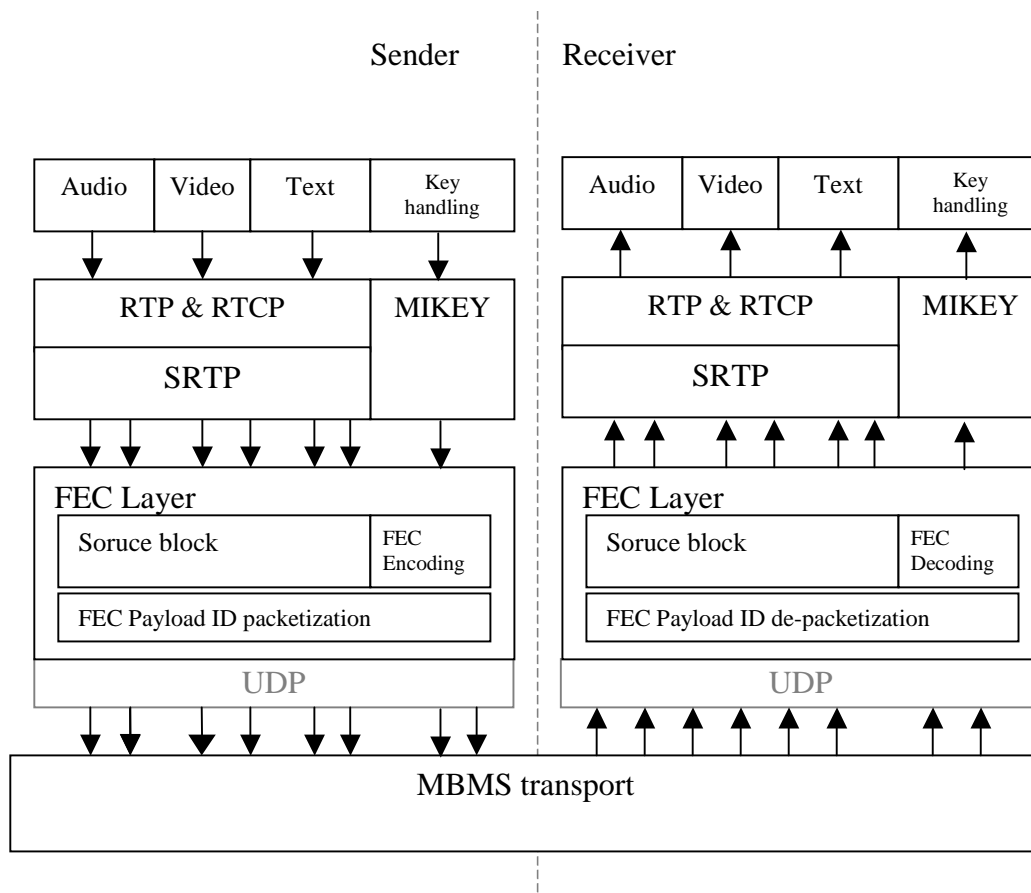 Sender Receiver
Audio Video Text Key handling Audio Video Text Key handling
RTP & RTCP MIKEY RTP & RTCP MIKEY
SRTP SRTP
FEC Layer FEC Layer
Soruce block FEC Encoding Soruce block FEC Decoding
FEC Payload ID packetization FEC Payload ID de-packetization
UDP UDP
MBMS transport